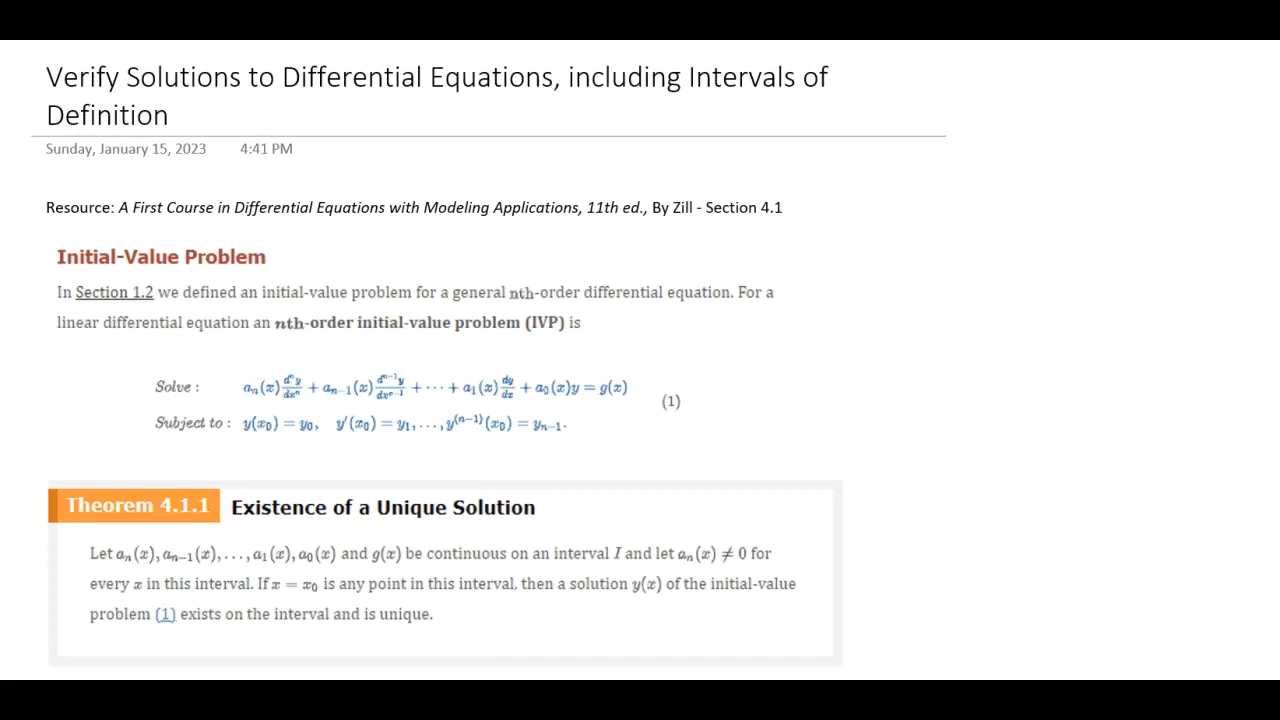 Verify Solutions to Differential Equations, including Intervals of
Definition
Sunday, January 15, 2023 4:41 PM
Resource: A First Course in Differential Equations with Modeling Applications, 11th ed., By Zill - Section 4.1
Initial-Value Problem
In Section 1.2 we defined an initial-value problem for a general nth-order differential equation. For a
linear differential equation an nth-order initial-value problem (IVP) is
Solve : aₙ(x) dⁿy/dxⁿ + aₙ₋₁(x) dⁿ⁻¹y/dxⁿ⁻¹ + ⋯ + a₁(x) dy/dx + a₀(x)y = g(x)
(1)
Subject to : y(x₀) = y₀, y′(x₀) = y₁, . . . , y⁽ⁿ⁻¹⁾(x₀) = yₙ₋₁.
Theorem 4.1.1 Existence of a Unique Solution
Let aₙ(x), aₙ₋₁(x), . . . , a₁(x), a₀(x) and g(x) be continuous on an interval I and let aₙ(x) ≠ 0 for
every x in this interval. If x = x₀ is any point in this interval, then a solution y(x) of the initial-value
problem (1) exists on the interval and is unique.